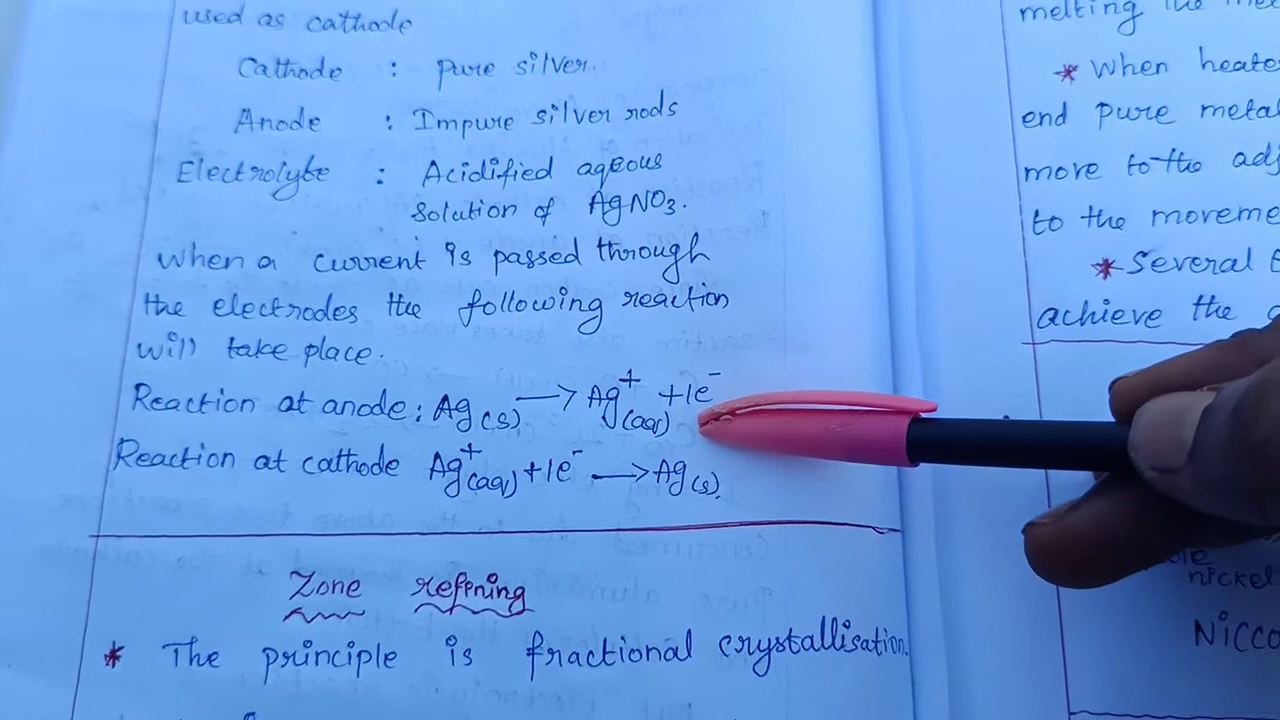 used as cathode
Cathode : pure silver.
Anode : Impure silver rods
Electrolyte : Acidified aqeous
Solution of AgNO3.
When a current is passed through
the electrodes the following reaction
will take place.
Reaction at anode: Ag(s) → Ag+(aq) + 1e-
Reaction at cathode Ag+(aq) + 1e- → Ag(s).
Zone refining
* The principle is fractional crystallisation.
melting the
* When heate
end pure metal
more to the adj
to the moveme
* Several
achieve the
nickel